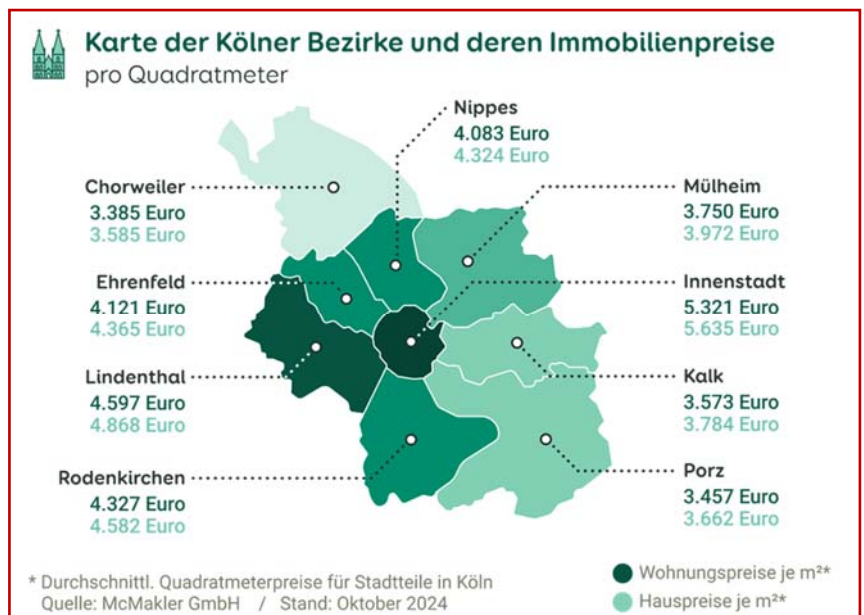 Karte der Kölner Bezirke und deren Immobilienpreise
pro Quadratmeter
Nippes
4.083 Euro
4.324 Euro
Chorweiler
3.385 Euro
3.585 Euro
Mülheim
3.750 Euro
3.972 Euro
Ehrenfeld
4.121 Euro
4.365 Euro
Innenstadt
5.321 Euro
5.635 Euro
Lindenthal
4.597 Euro
4.868 Euro
Kalk
3.573 Euro
3.784 Euro
Rodenkirchen
4.327 Euro
4.582 Euro
Porz
3.457 Euro
3.662 Euro
* Durchschnittl. Quadratmeterpreise für Stadtteile in Köln
Quelle: McMakler GmbH / Stand: Oktober 2024
Wohnungspreise je m²*
Hauspreise je m²*